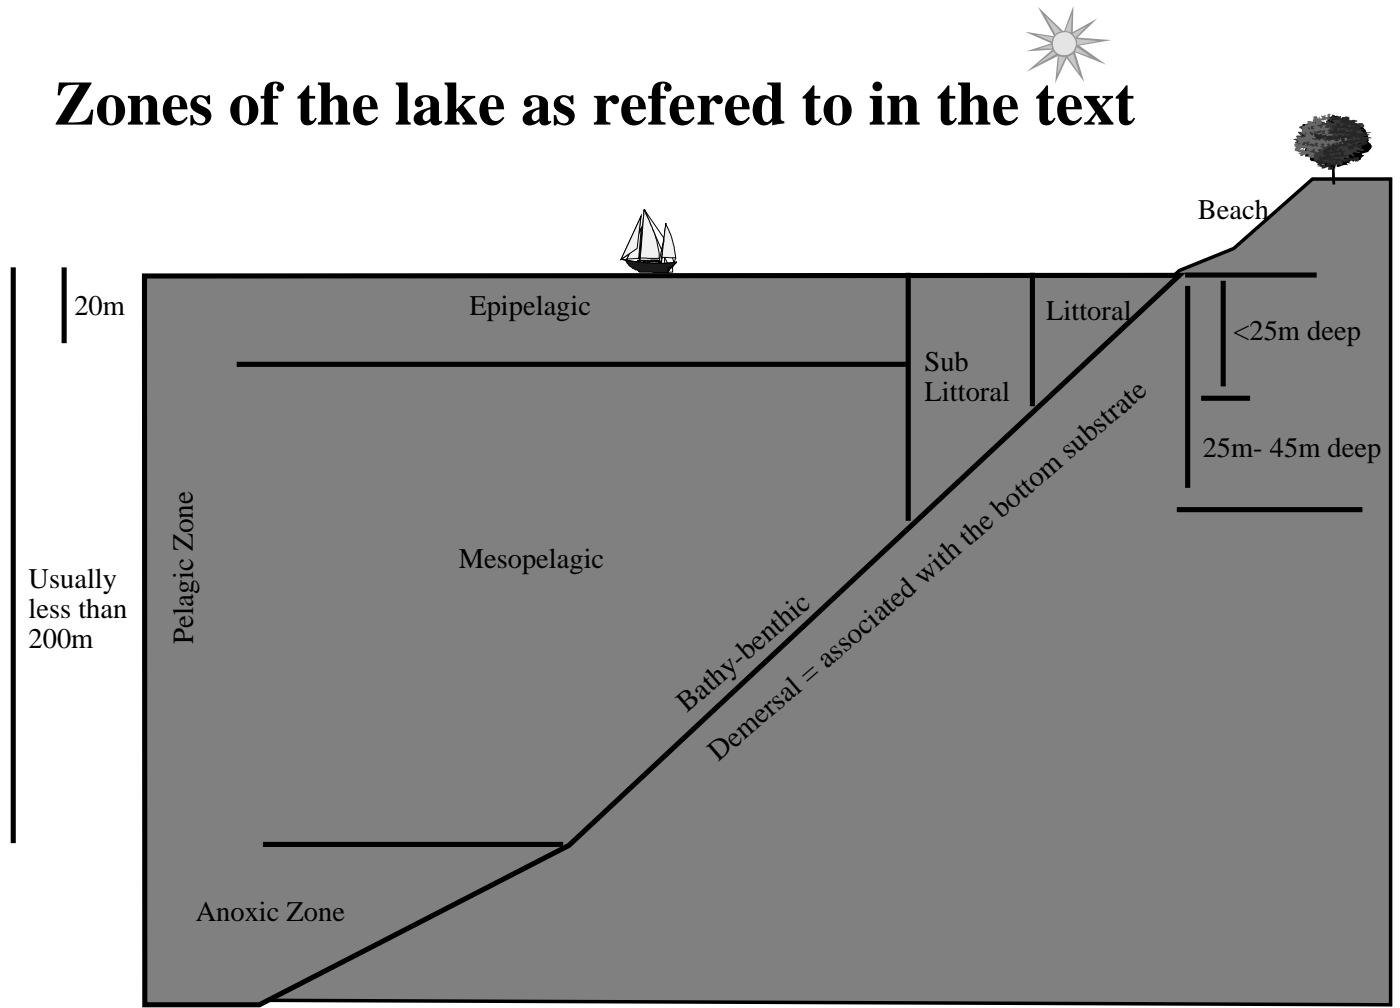 Zones of the lake as refered to in the text
Beach
20m
Epipelagic
Littoral
<25m deep
Sub
Littoral
25m- 45m deep
Pelagic Zone
Mesopelagic
Usually
less than
200m
Bathy-benthic
Demersal = associated with the bottom substrate
Anoxic Zone